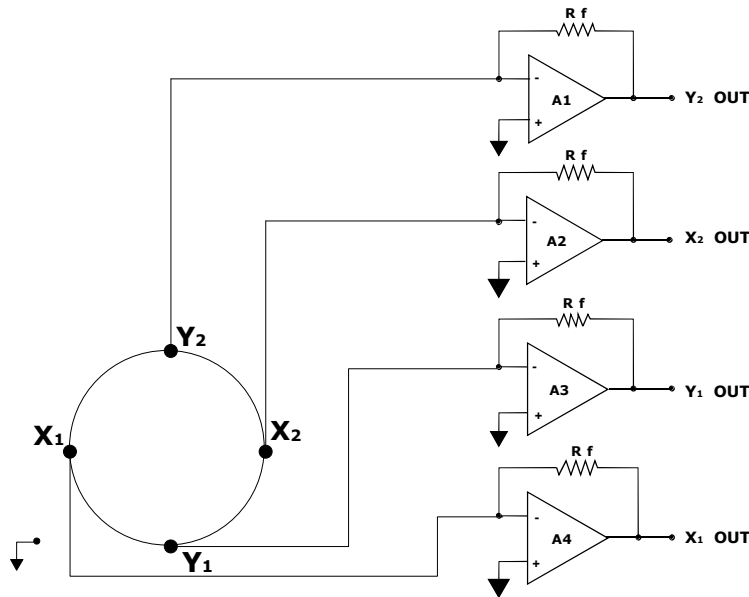 R f
-
A1
+
Y₂ OUT
R f
-
A2
+
X₂ OUT
R f
-
A3
+
Y₁ OUT
R f
-
A4
+
X₁ OUT
Y₂
X₁
X₂
Y₁